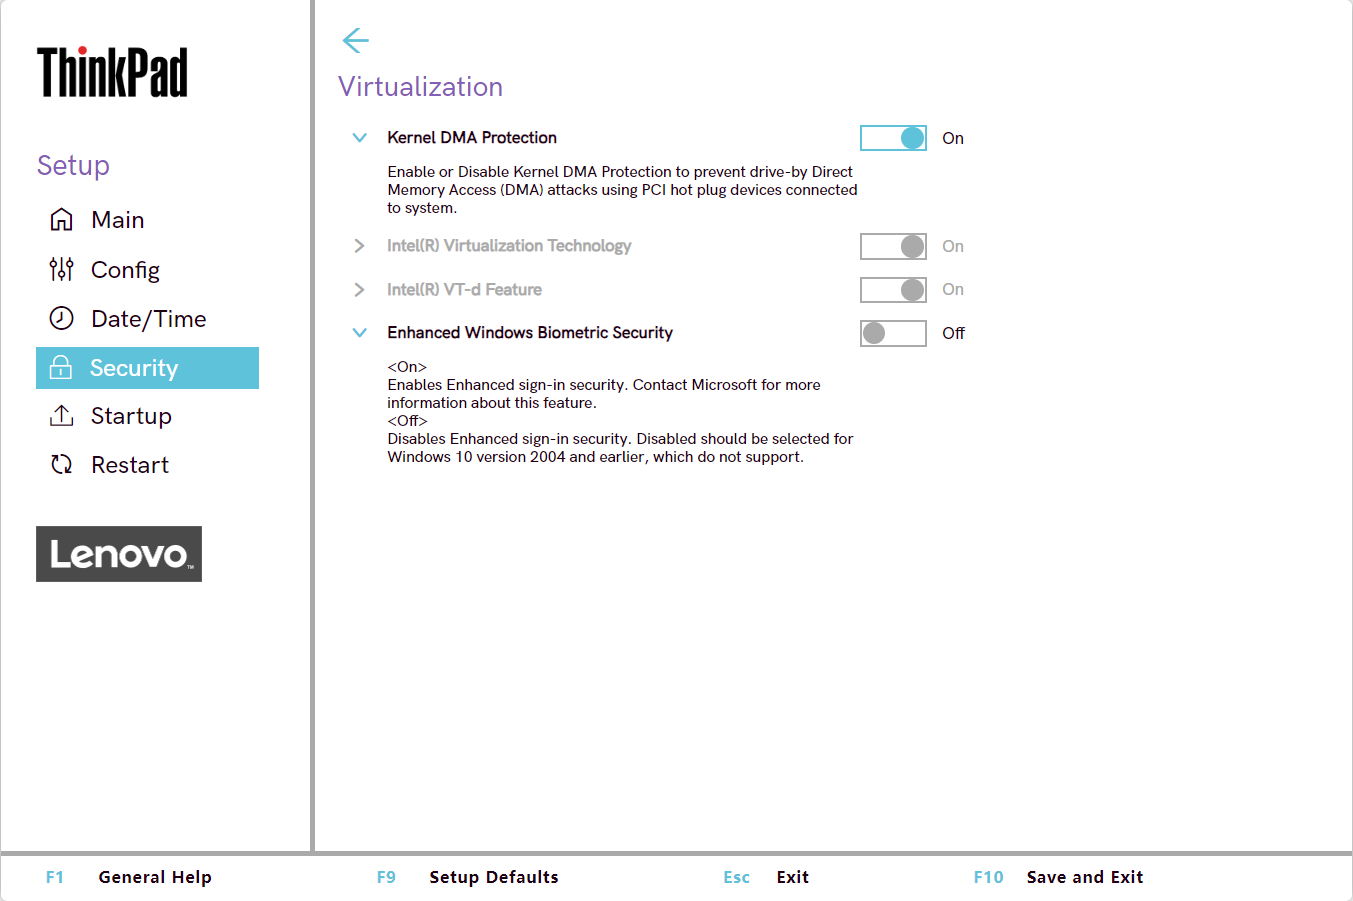 ThinkPad
Setup
Main
Config
Date/Time
Security
Startup
Restart
Lenovo™
Virtualization
Kernel DMA Protection On
Enable or Disable Kernel DMA Protection to prevent drive-by Direct
Memory Access (DMA) attacks using PCI hot plug devices connected
to system.
Intel(R) Virtualization Technology On
Intel(R) VT-d Feature On
Enhanced Windows Biometric Security Off
<On>
Enables Enhanced sign-in security. Contact Microsoft for more
information about this feature.
<Off>
Disables Enhanced sign-in security. Disabled should be selected for
Windows 10 version 2004 and earlier, which do not support.
F1 General Help F9 Setup Defaults Esc Exit F10 Save and Exit